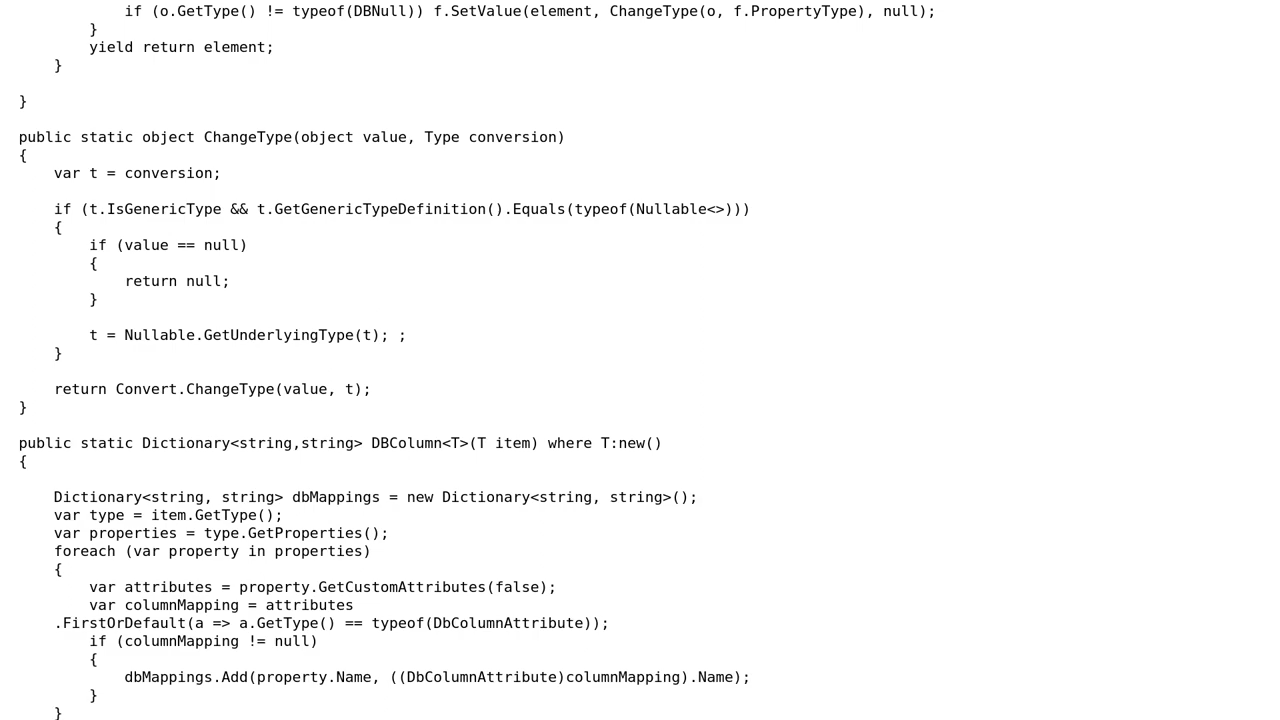 if (o.GetType() != typeof(DBNull)) f.SetValue(element, ChangeType(o, f.PropertyType), null);
        }
        yield return element;
    }

}

public static object ChangeType(object value, Type conversion)
{
    var t = conversion;

    if (t.IsGenericType && t.GetGenericTypeDefinition().Equals(typeof(Nullable<>)))
    {
        if (value == null)
        {
            return null;
        }

        t = Nullable.GetUnderlyingType(t); ;
    }

    return Convert.ChangeType(value, t);
}

public static Dictionary<string,string> DBColumn<T>(T item) where T:new()
{

    Dictionary<string, string> dbMappings = new Dictionary<string, string>();
    var type = item.GetType();
    var properties = type.GetProperties();
    foreach (var property in properties)
    {
        var attributes = property.GetCustomAttributes(false);
        var columnMapping = attributes
    .FirstOrDefault(a => a.GetType() == typeof(DbColumnAttribute));
        if (columnMapping != null)
        {
            dbMappings.Add(property.Name, ((DbColumnAttribute)columnMapping).Name);
        }
    }